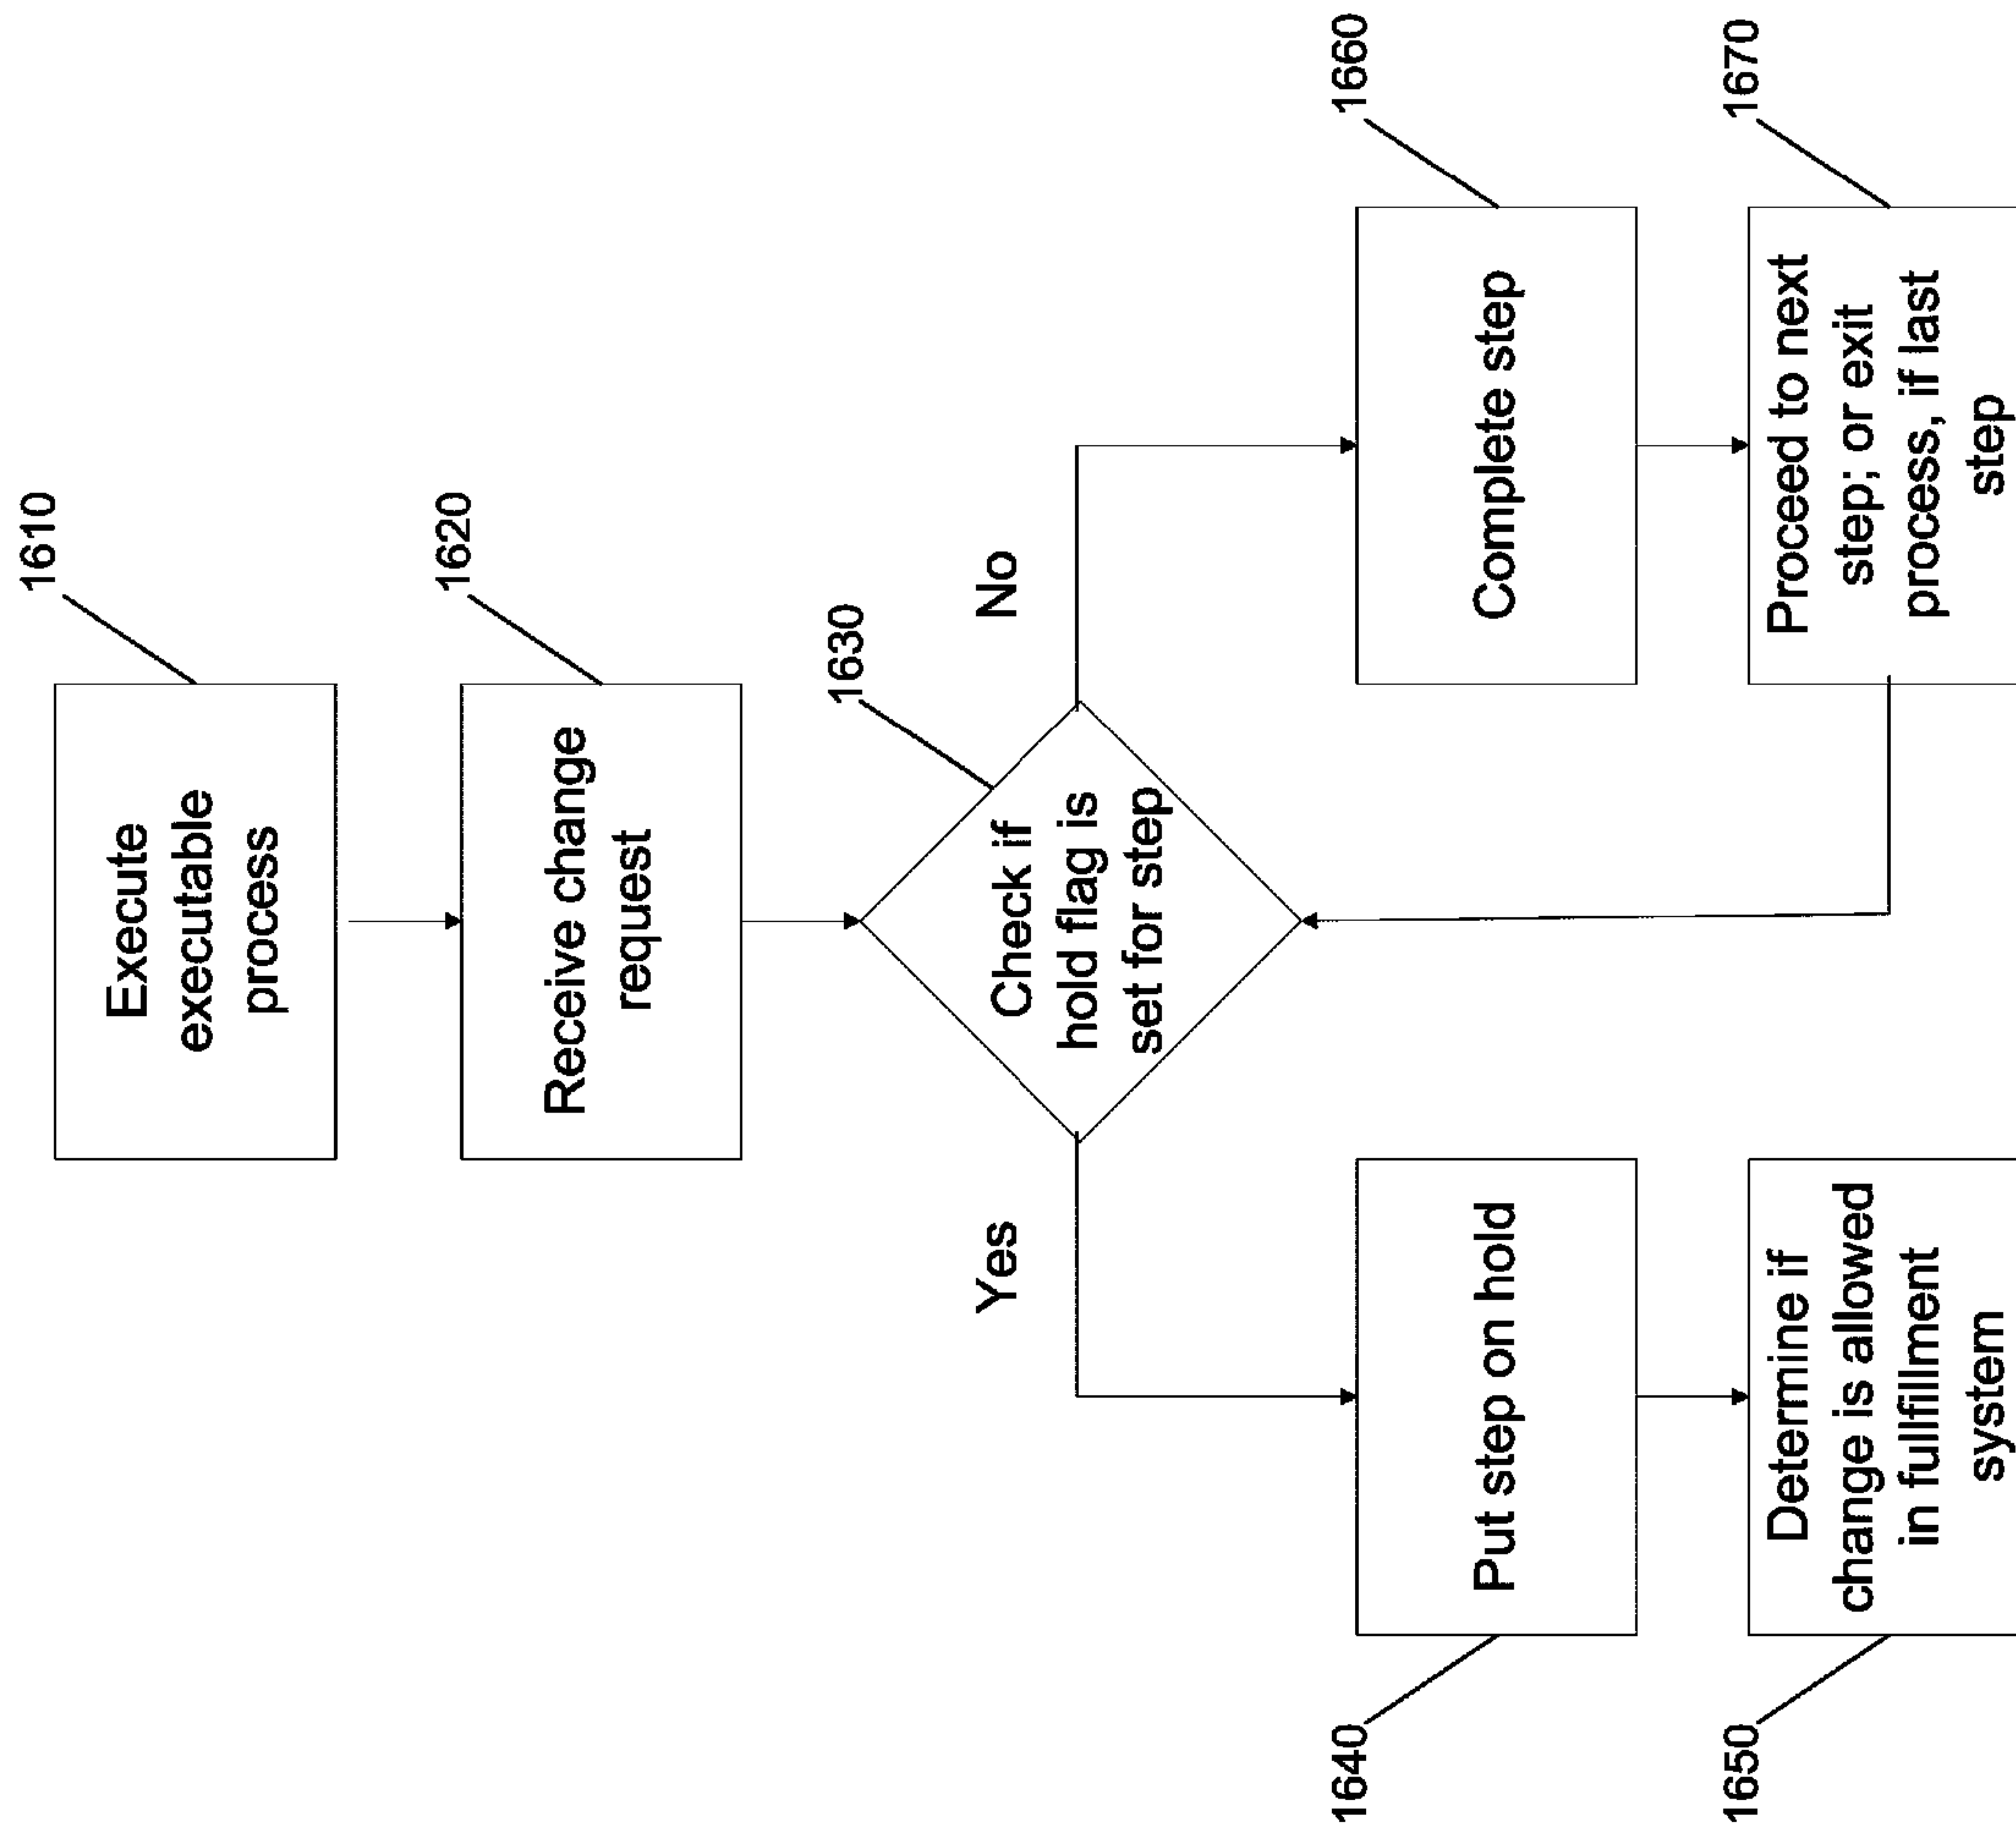 1610
Execute
executable
process
1620
Receive change
request
1630
Check if
hold flag is
set for step
Yes
No
1640
Put step on hold
1660
Complete step
1650
Determine if
change is allowed
in fullfillment
system
1670
Proceed to next
step; or exit
process, if last
step